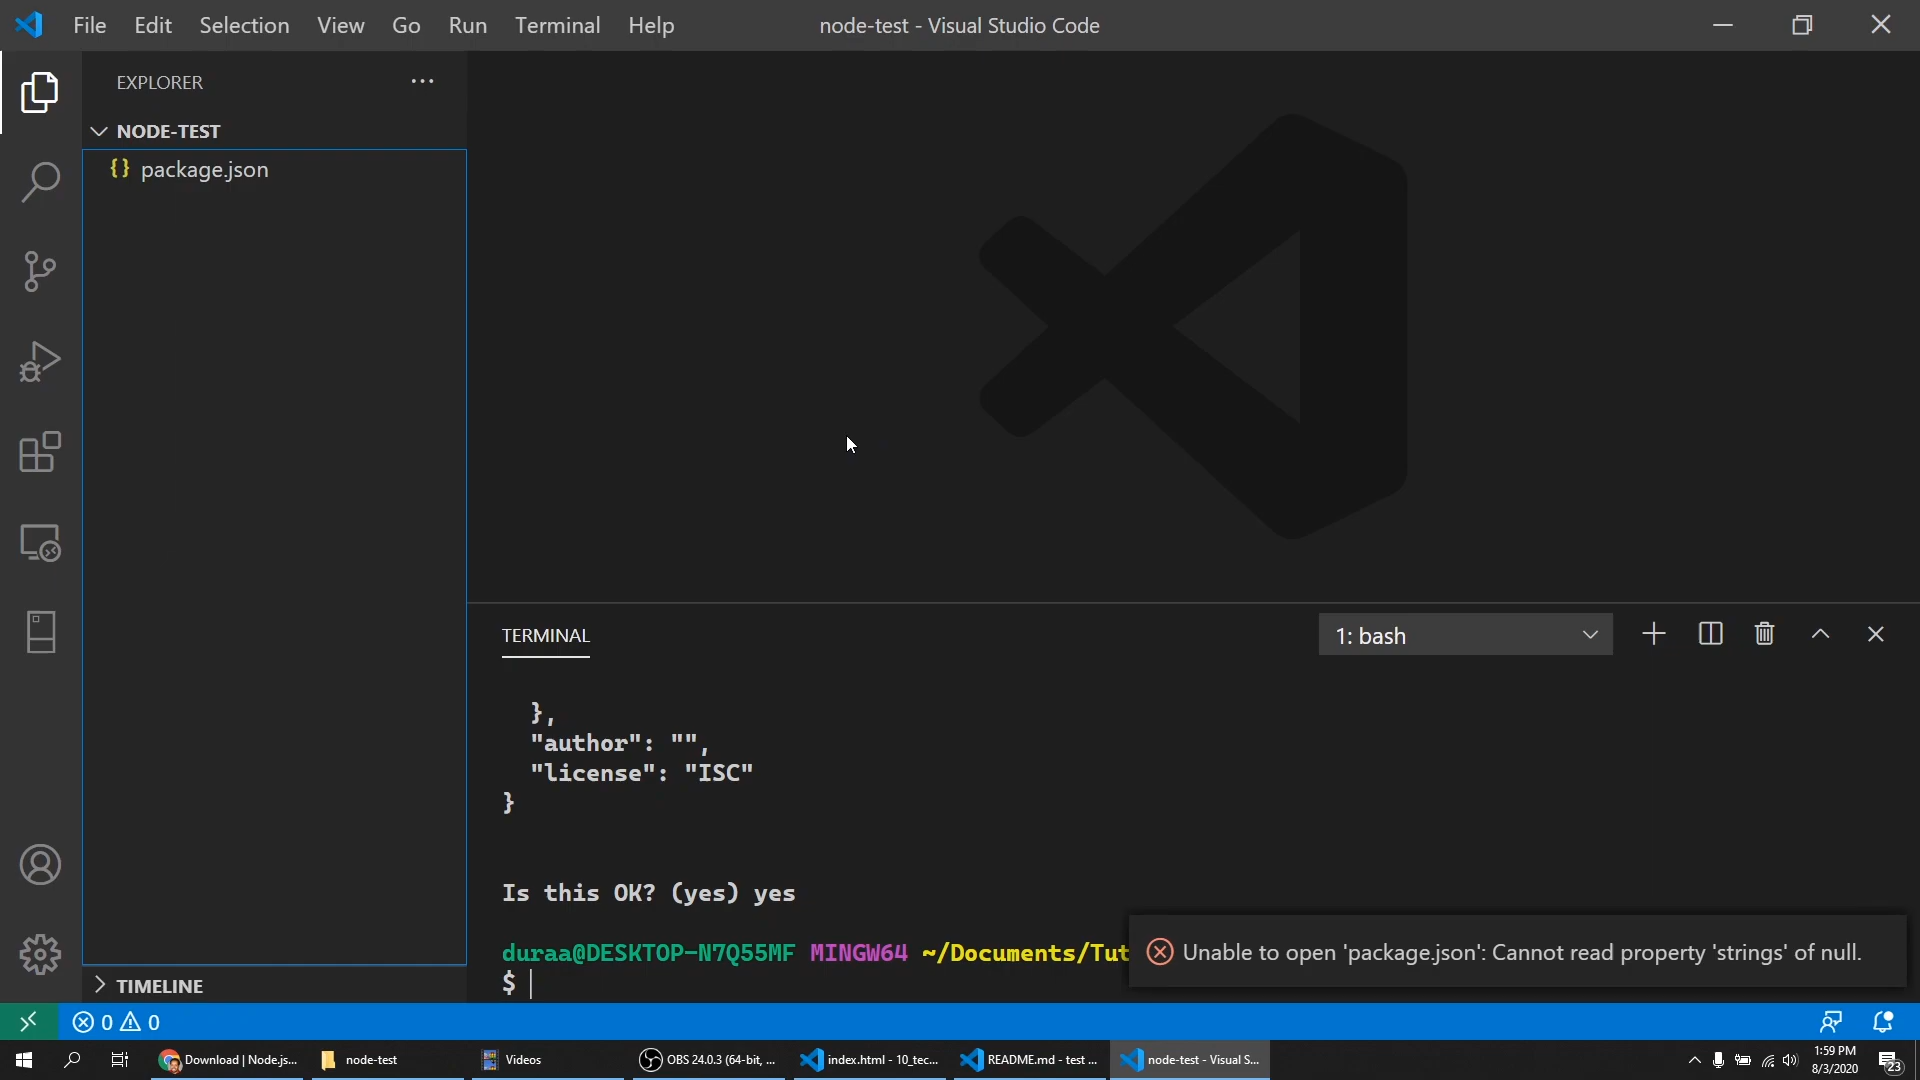 File Edit Selection View Go Run Terminal Help
node-test - Visual Studio Code
EXPLORER
NODE-TEST
{} package.json
TERMINAL
1: bash
},
"author": "",
"license": "ISC"
}
Is this OK? (yes) yes
duraa@DESKTOP-N7Q55MF MINGW64 ~/Documents/Tut
$
Unable to open 'package.json': Cannot read property 'strings' of null.
TIMELINE
0 0
Download | Node.js...
node-test
Videos
OBS 24.0.3 (64-bit, ...
index.html - 10_tec...
README.md - test ...
node-test - Visual S...
1:59 PM
8/3/2020
23